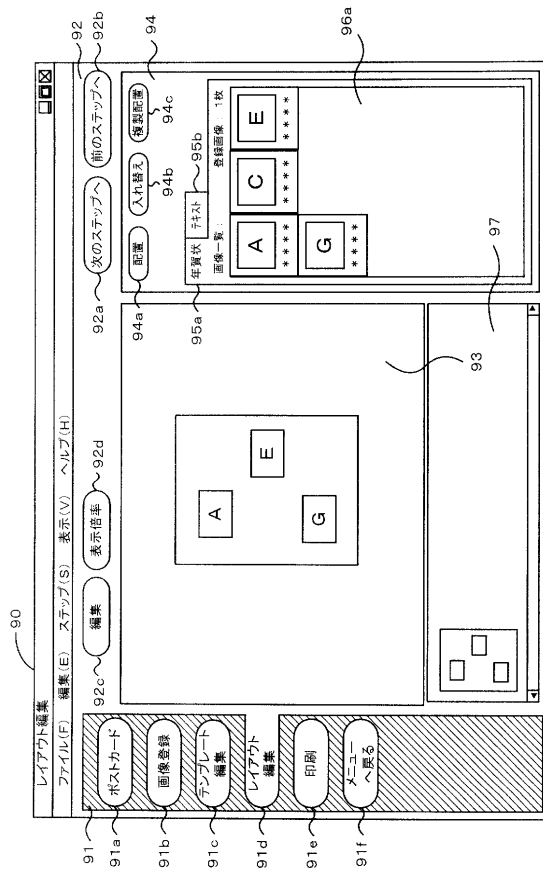 90
レイアウト編集
ファイル(F) 編集(E) ステップ(S) 表示(V) ヘルプ(H)
91
91a
ポストカード
91b
画像登録
91c
テンプレート
編集
91d
レイアウト
編集
91e
印刷
91f
メニュー
へ戻る
92c
編集
表示倍率
92d
92a
次のステップへ
前のステップへ
92b
92
A
E
G
93
94
94a
配置
94b
入れ替え
94c
複製配置
95a
年賀状
テキスト
95b
画像一覧：
登録画像： 1枚
A
****
C
****
E
****
G
****
96a
97